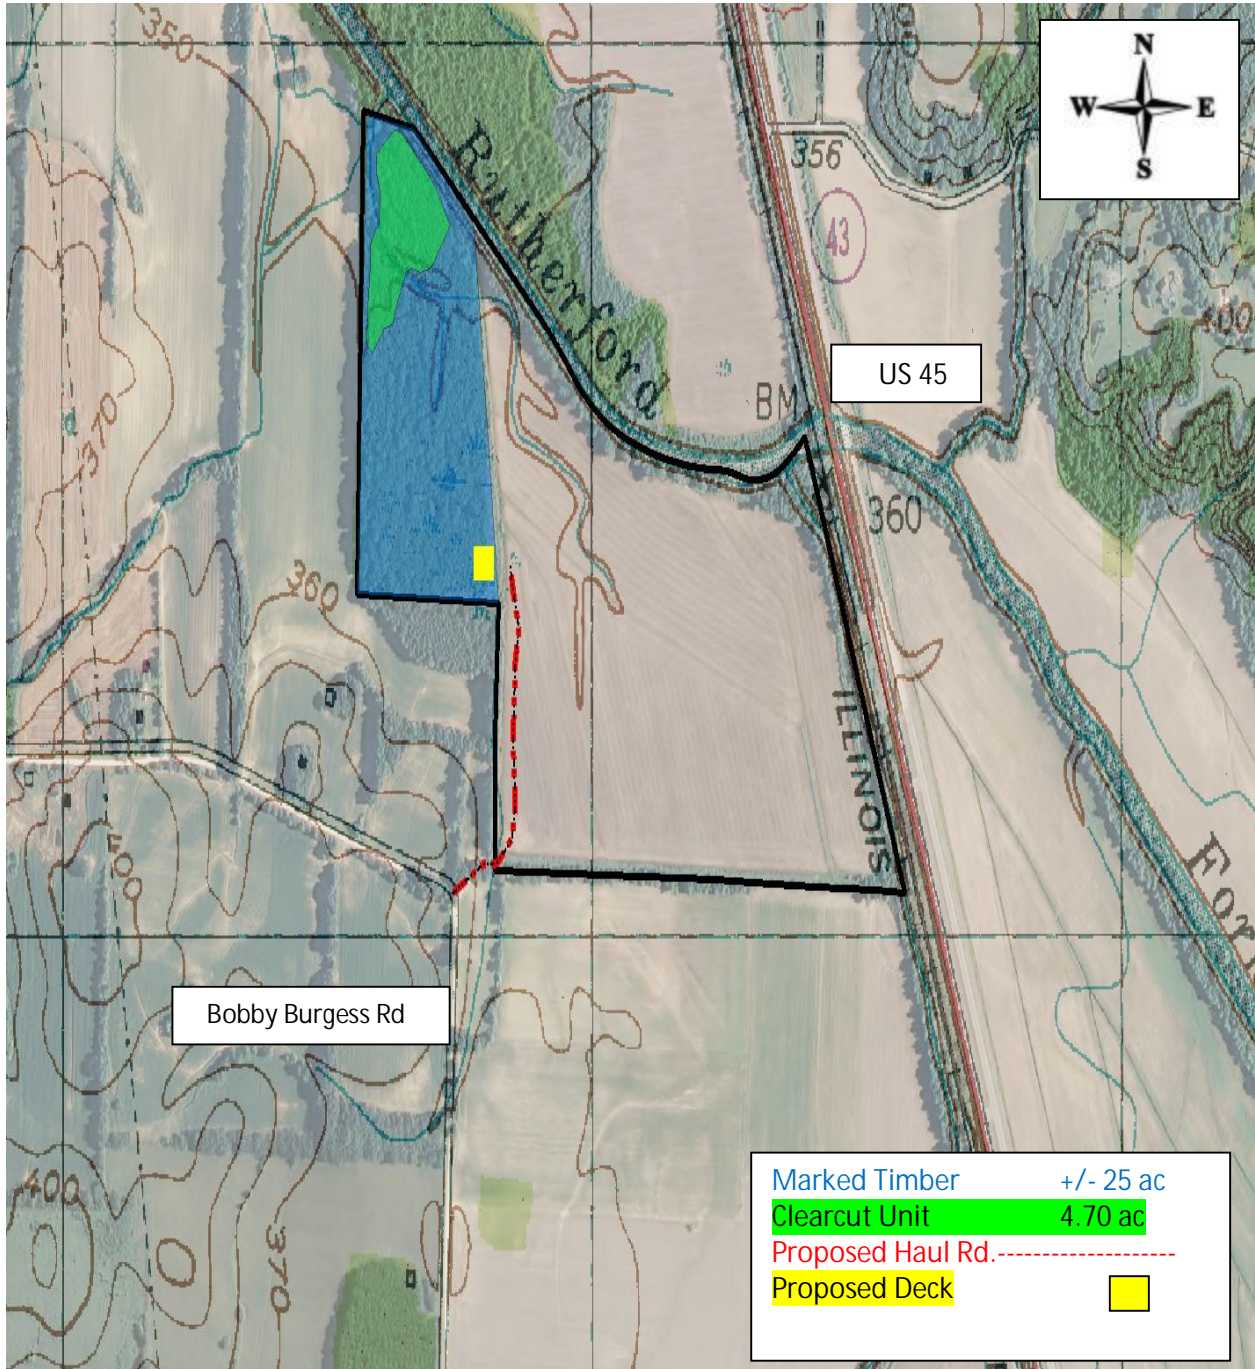 N
W E
S
350
Rutherford
356
43
400
US 45
BM
370
360
360
ILLINOIS
400
For
Bobby Burgess Rd
400
370
Marked Timber +/- 25 ac
Clearcut Unit 4.70 ac
Proposed Haul Rd.--------------------
Proposed Deck